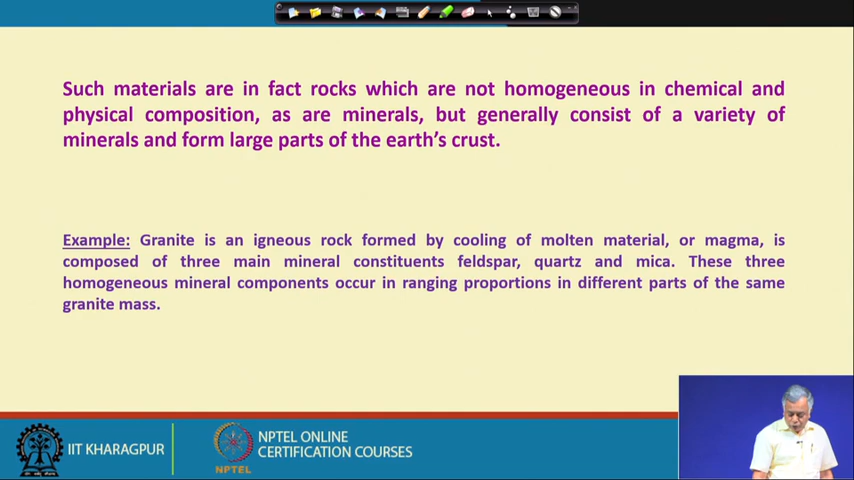 Such materials are in fact rocks which are not homogeneous in chemical and
physical composition, as are minerals, but generally consist of a variety of
minerals and form large parts of the earth's crust.
Example: Granite is an igneous rock formed by cooling of molten material, or magma, is
composed of three main mineral constituents feldspar, quartz and mica. These three
homogeneous mineral components occur in ranging proportions in different parts of the same
granite mass.
IIT KHARAGPUR
NPTEL
NPTEL ONLINE
CERTIFICATION COURSES